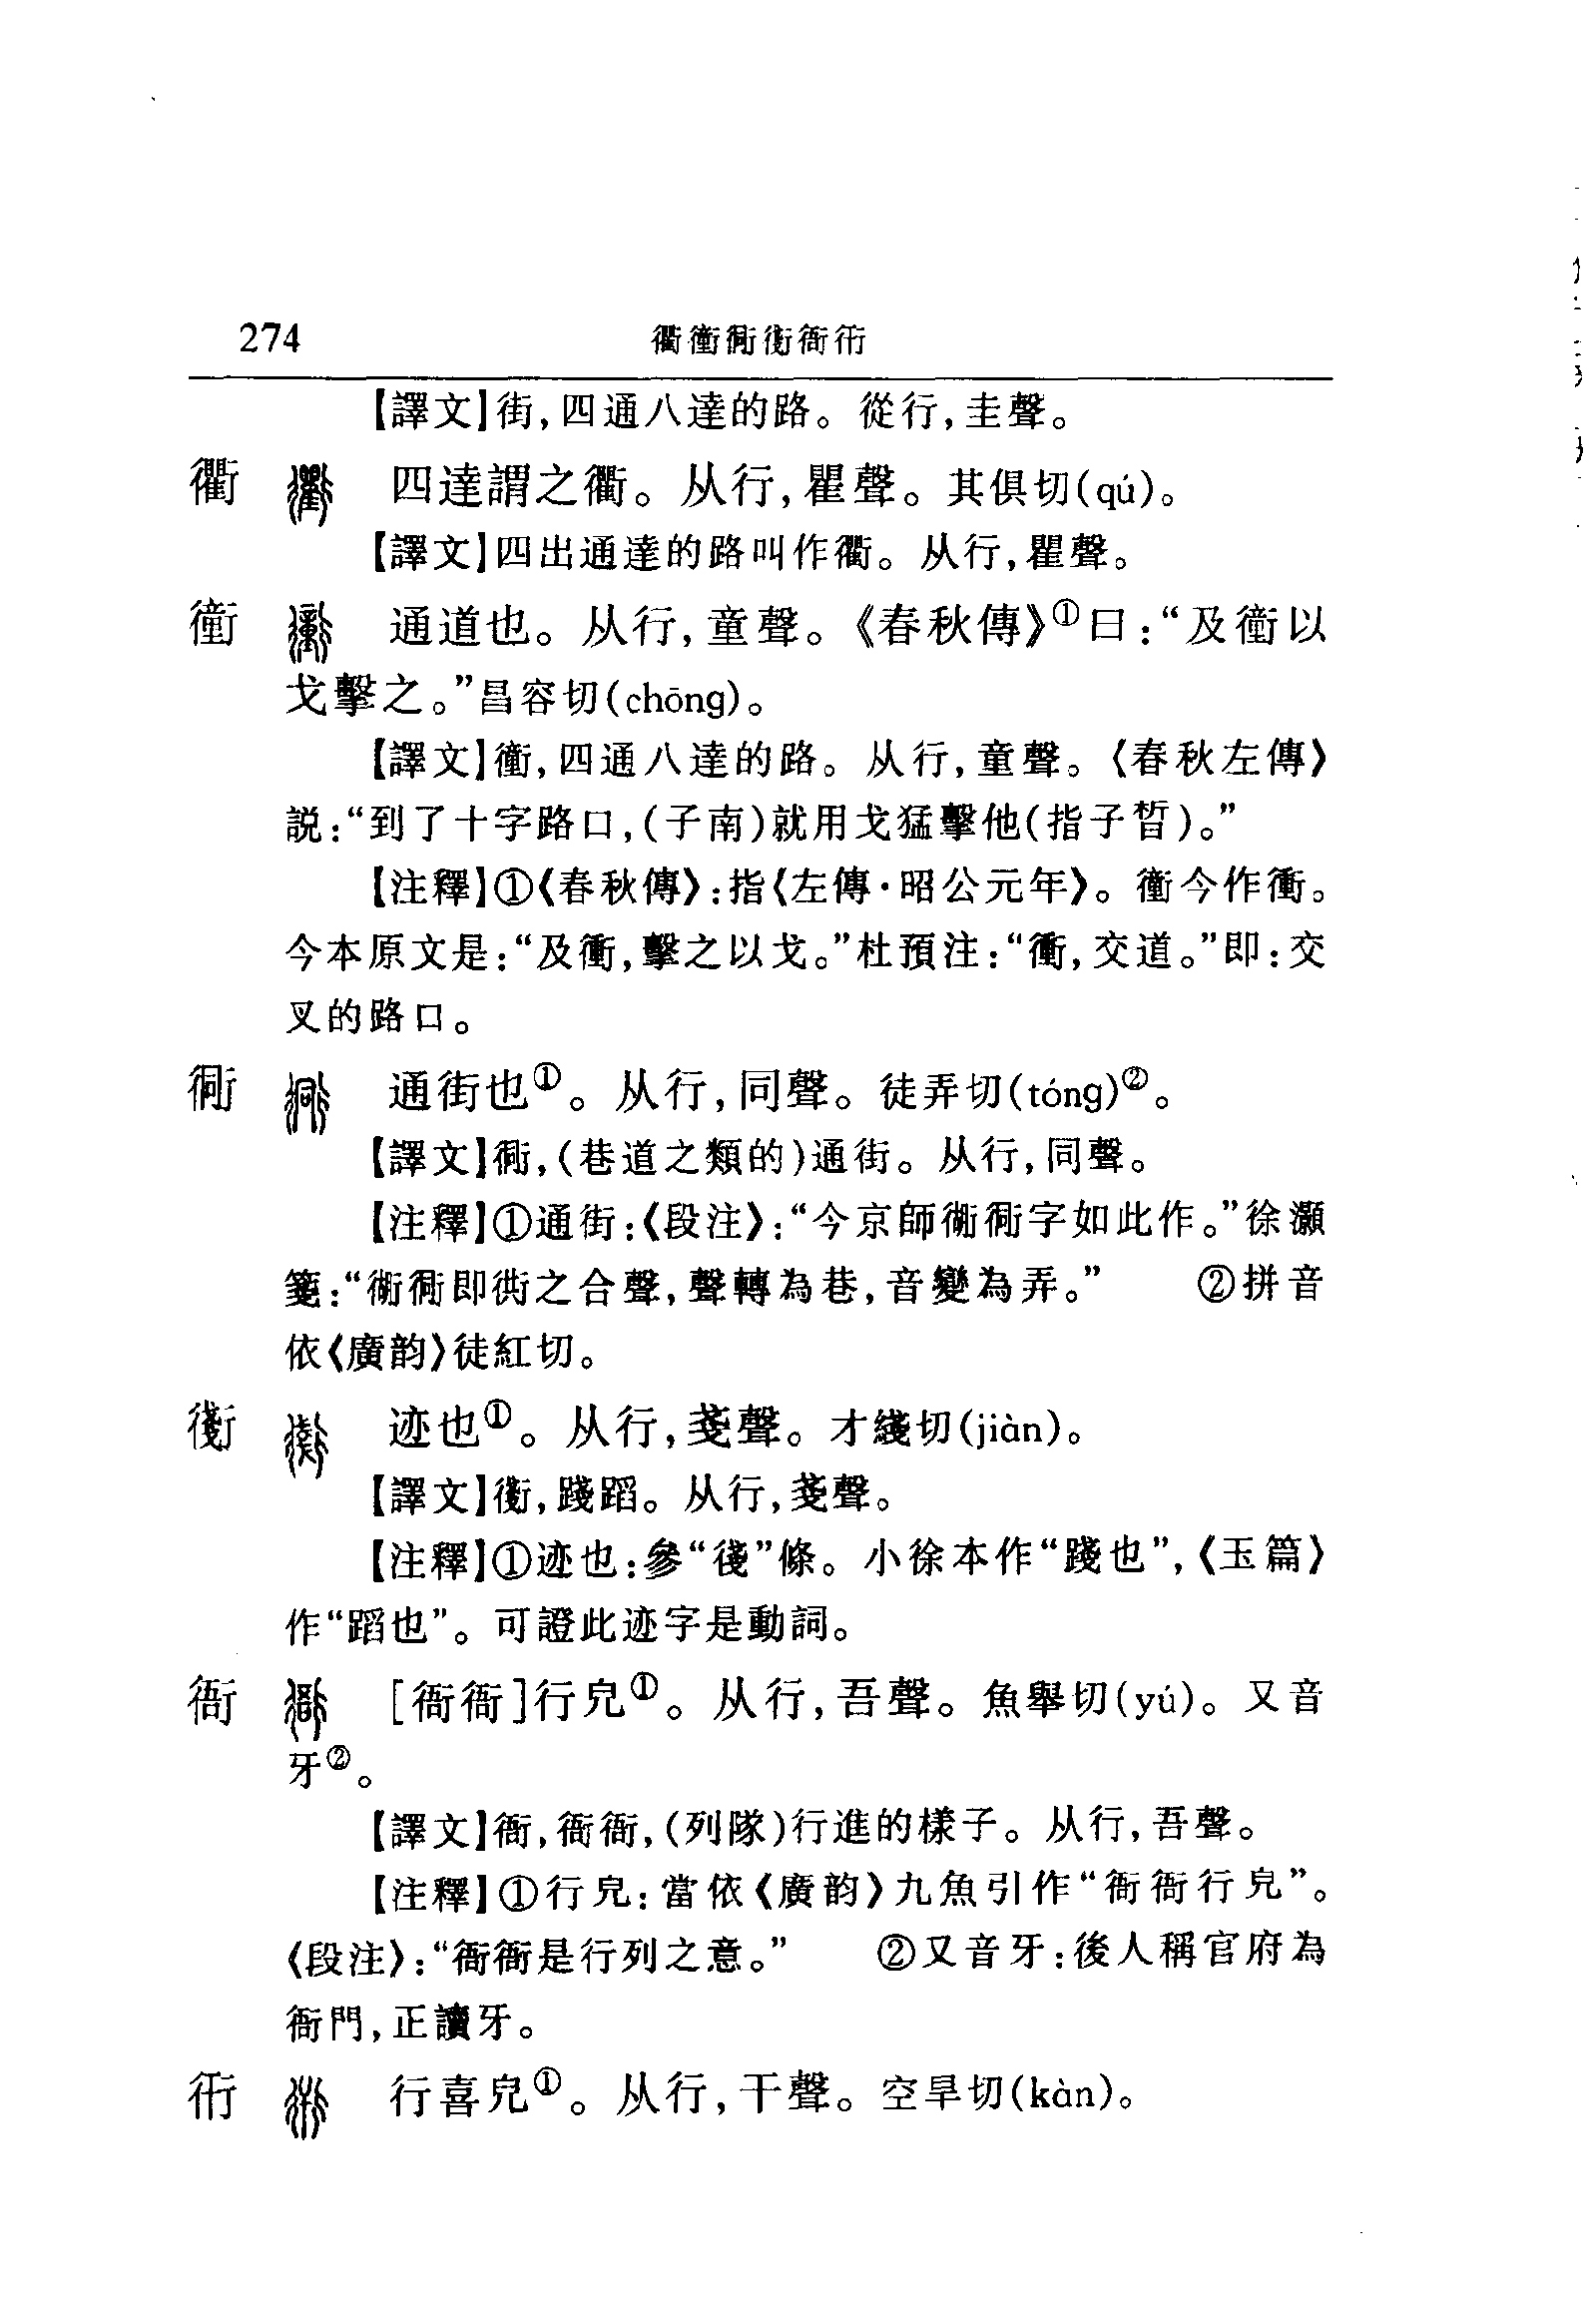 274
衢衝衕衙衎
【譯文】街,四通八達的路。從行,圭聲。
衢 四達謂之衢。从行,瞿聲。其俱切(qú)。
【譯文】四出通達的路叫作衢。从行,瞿聲。
衝 通道也。从行,童聲。《春秋傳》①曰:“及衝以
戈擊之。”昌容切(chōng)。
【譯文】衝,四通八達的路。从行,童聲。《春秋左傳》
説:“到了十字路口,(子南)就用戈猛擊他(指子晳)。”
【注釋】①《春秋傳》:指《左傳·昭公元年》。𧘂今作衝。
今本原文是:“及衝,擊之以戈。”杜預注:“衝,交道。”即:交
叉的路口。
衕 通街也①。从行,同聲。徒弄切(tóng)②。
【譯文】衕,(巷道之類的)通街。从行,同聲。
【注釋】①通街:《段注》:“今京師衚衕字如此作。”徐灝
箋:“衚衕即衖之合聲,聲轉為巷,音變為弄。” ②拼音
依《廣韵》徒紅切。
衘 迹也①。从行,戔聲。才綫切(jiàn)。
【譯文】衘,踐蹈。从行,戔聲。
【注釋】①迹也:參“後”條。小徐本作“踐也”,《玉篇》
作“蹈也”。可證此迹字是動詞。
衙 [衙衙]行皃①。从行,吾聲。魚舉切(yú)。又音
牙②。
【譯文】衙,衙衙,(列隊)行進的樣子。从行,吾聲。
【注釋】①行皃:當依《廣韵》九魚引作“衙衙行皃”。
《段注》:“衙衙是行列之意。” ②又音牙:後人稱官府為
衙門,正讀牙。
衎 行喜皃①。从行,干聲。空旱切(kàn)。